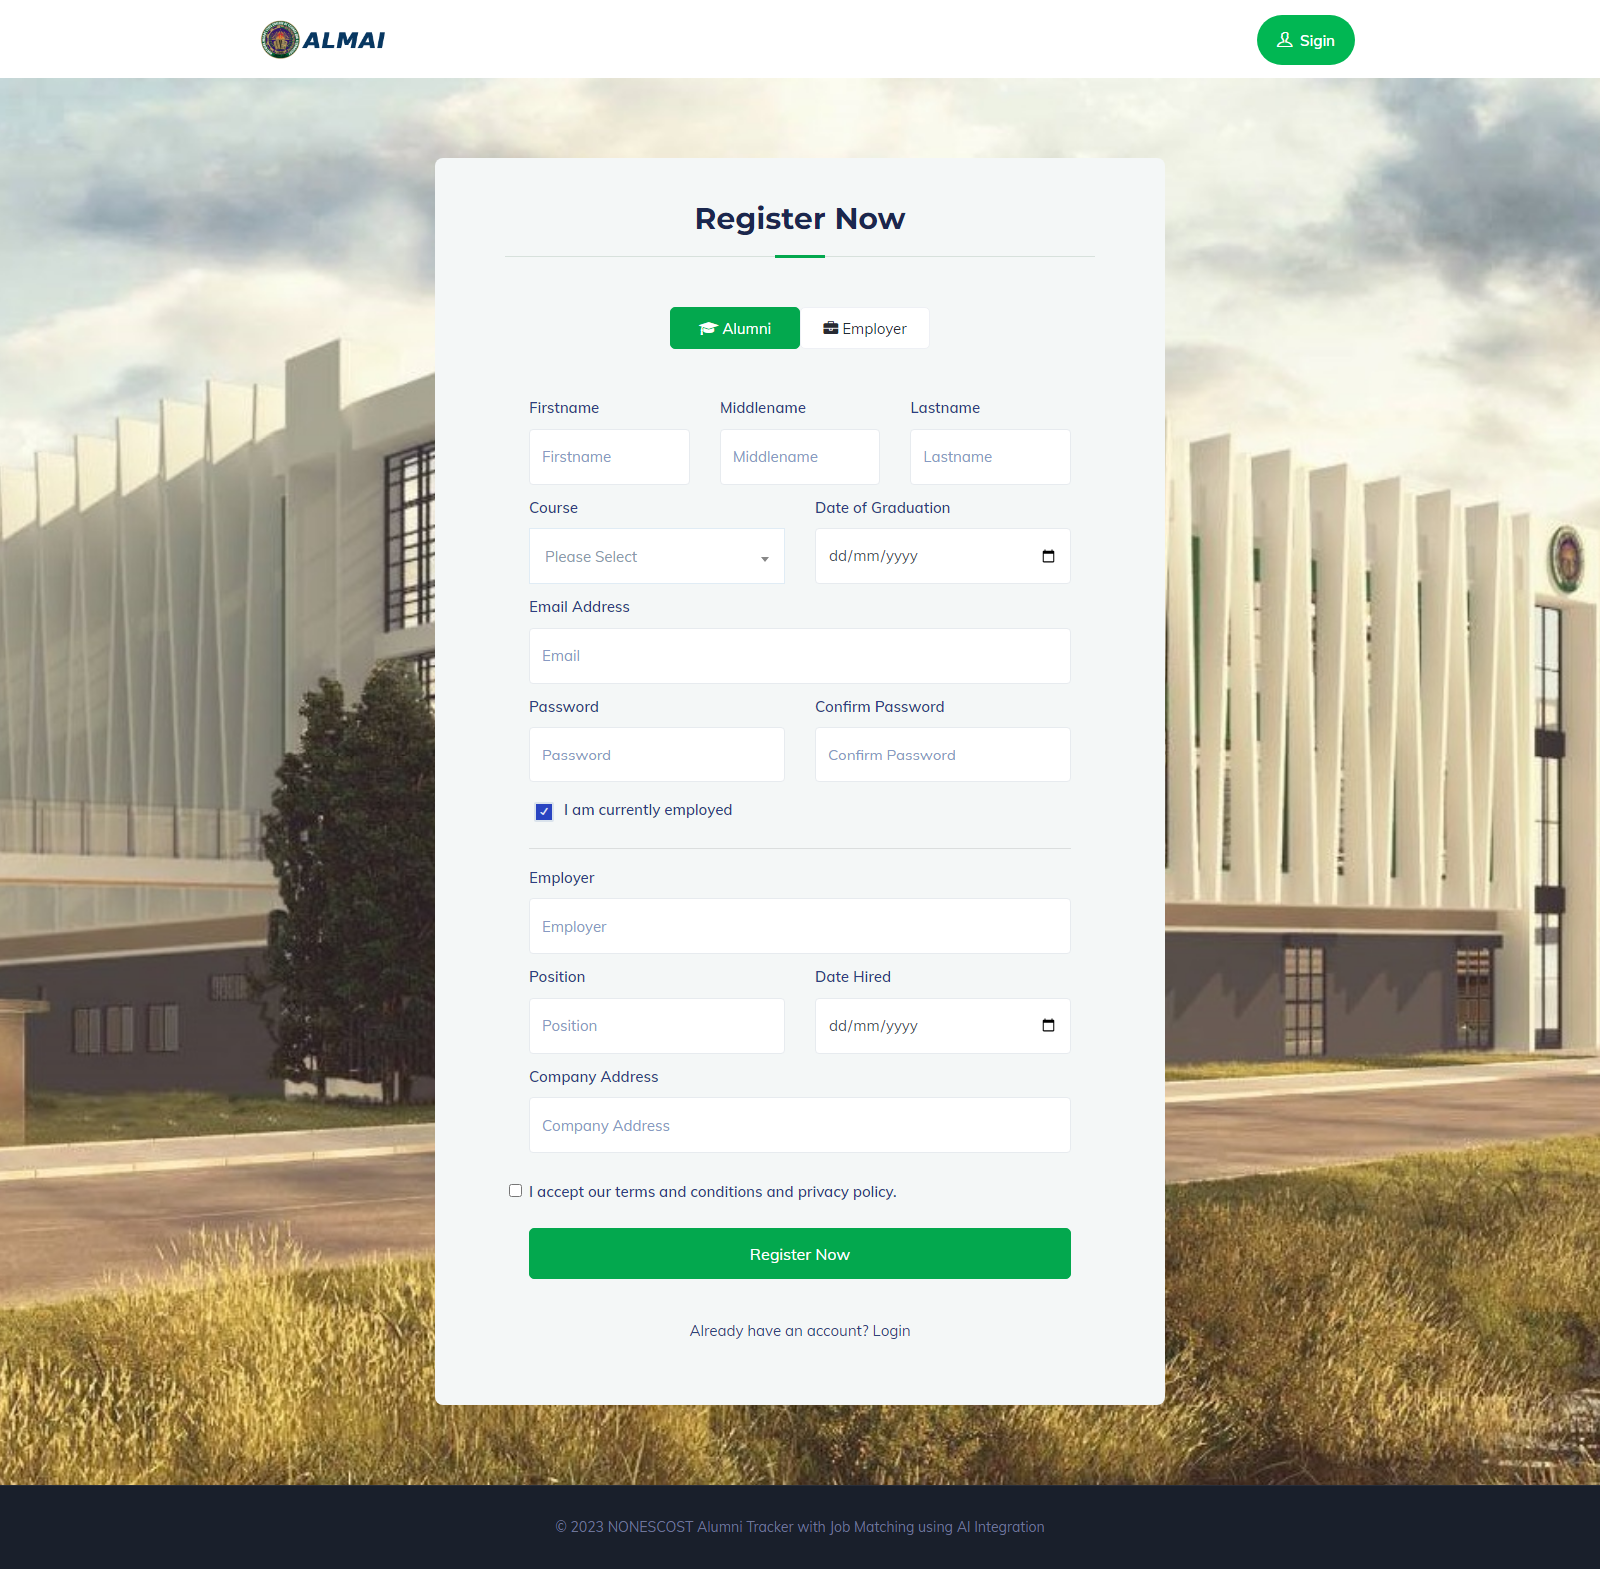 ALMAI
Sigin
Register Now
Alumni
Employer
Firstname Middlename Lastname
Firstname Middlename Lastname
Course Date of Graduation
Please Select dd/mm/yyyy
Email Address
Email
Password Confirm Password
Password Confirm Password
I am currently employed
Employer
Employer
Position Date Hired
Position dd/mm/yyyy
Company Address
Company Address
I accept our terms and conditions and privacy policy.
Register Now
Already have an account? Login
© 2023 NONESCOST Alumni Tracker with Job Matching using AI Integration